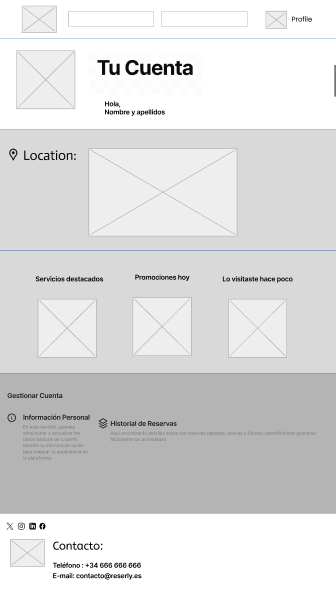 Profile
Tu Cuenta
Hola,
Nombre y apellidos
Location:
Servicios destacados
Promociones hoy
Lo visitaste hace poco
Gestionar Cuenta
Información Personal
En esta sección, puedes
administrar y actualizar los
datos básicos de tu perfil.
Mantén tu información al día
para mejorar tu experiencia en
la plataforma.
Historial de Reservas
Aquí encontrarás detalles sobre tus reservas pasadas, activas y futuras, permitiéndote gestionar
fácilmente tus actividades
Contacto:
Teléfono : +34 666 666 666
E-mail: contacto@reserly.es